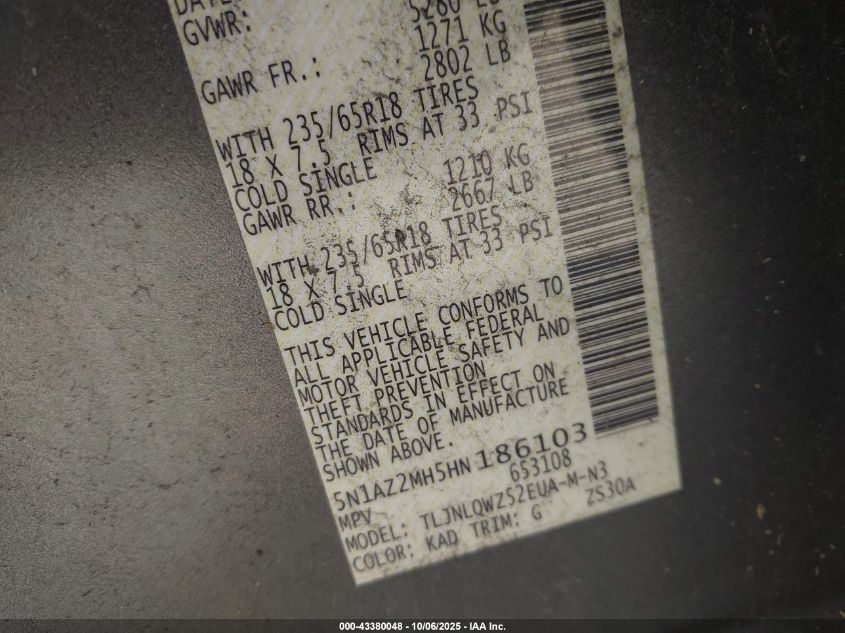 DATE:
GVWR: 5280 LB
1271 KG
GAWR FR.: 2802 LB
WITH 235/65R18 TIRES
18 X 7.5 RIMS AT 33 PSI
COLD SINGLE
1210 KG
GAWR RR.: 2667 LB
WITH 235/65R18 TIRES
18 X 7.5 RIMS AT 33 PSI
COLD SINGLE
THIS VEHICLE CONFORMS TO
ALL APPLICABLE FEDERAL
MOTOR VEHICLE SAFETY AND
THEFT PREVENTION
STANDARDS IN EFFECT ON
THE DATE OF MANUFACTURE
SHOWN ABOVE.
5N1AZ2MH5HN186103
MPV 653108
MODEL: TLJNLQWZ52EUA-M-N3
COLOR: KAD TRIM: G ZS30A
000-43380048 - 10/06/2025 - IAA Inc.